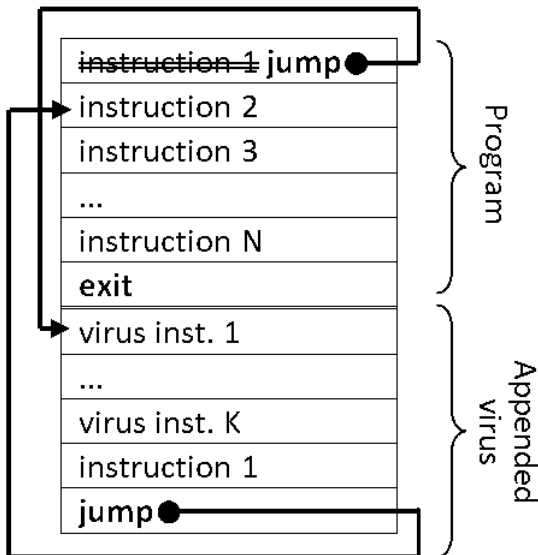 instruction 1 jump
instruction 2
instruction 3
...
instruction N
exit
virus inst. 1
...
virus inst. K
instruction 1
jump
Program
Appended
virus